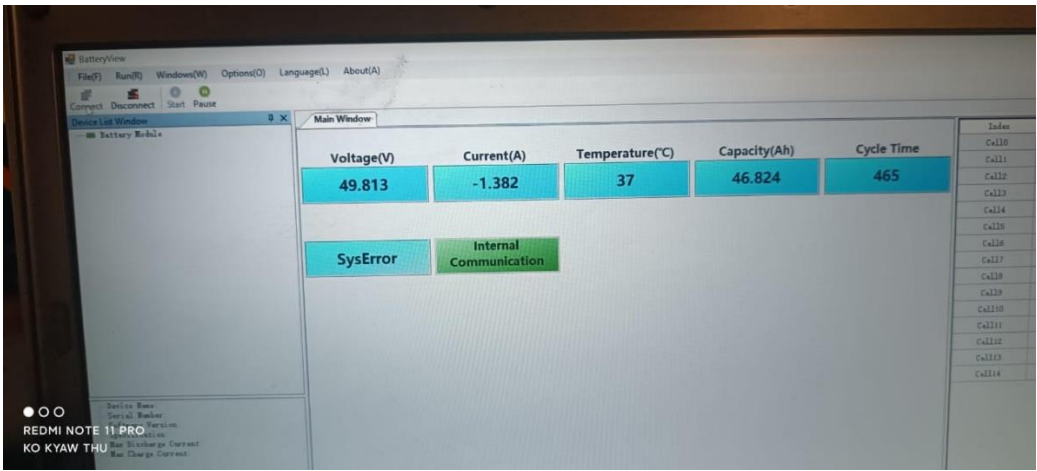 BatteryView
File(F) Run(R) Windows(W) Options(O) Language(L) About(A)
Connect Disconnect Start Pause
Device List Window
Battery Module
Main Window
Voltage(V) Current(A) Temperature(°C) Capacity(Ah) Cycle Time
49.813 -1.382 37 46.824 465
SysError
Internal
Communication
Index
Cell0
Cell1
Cell2
Cell3
Cell4
Cell5
Cell6
Cell7
Cell8
Cell9
Cell10
Cell11
Cell12
Cell13
Cell14
Device Name
Serial Number
Software Version
Max Discharge Current
Max Charge Current
REDMI NOTE 11 PRO
KO KYAW THU